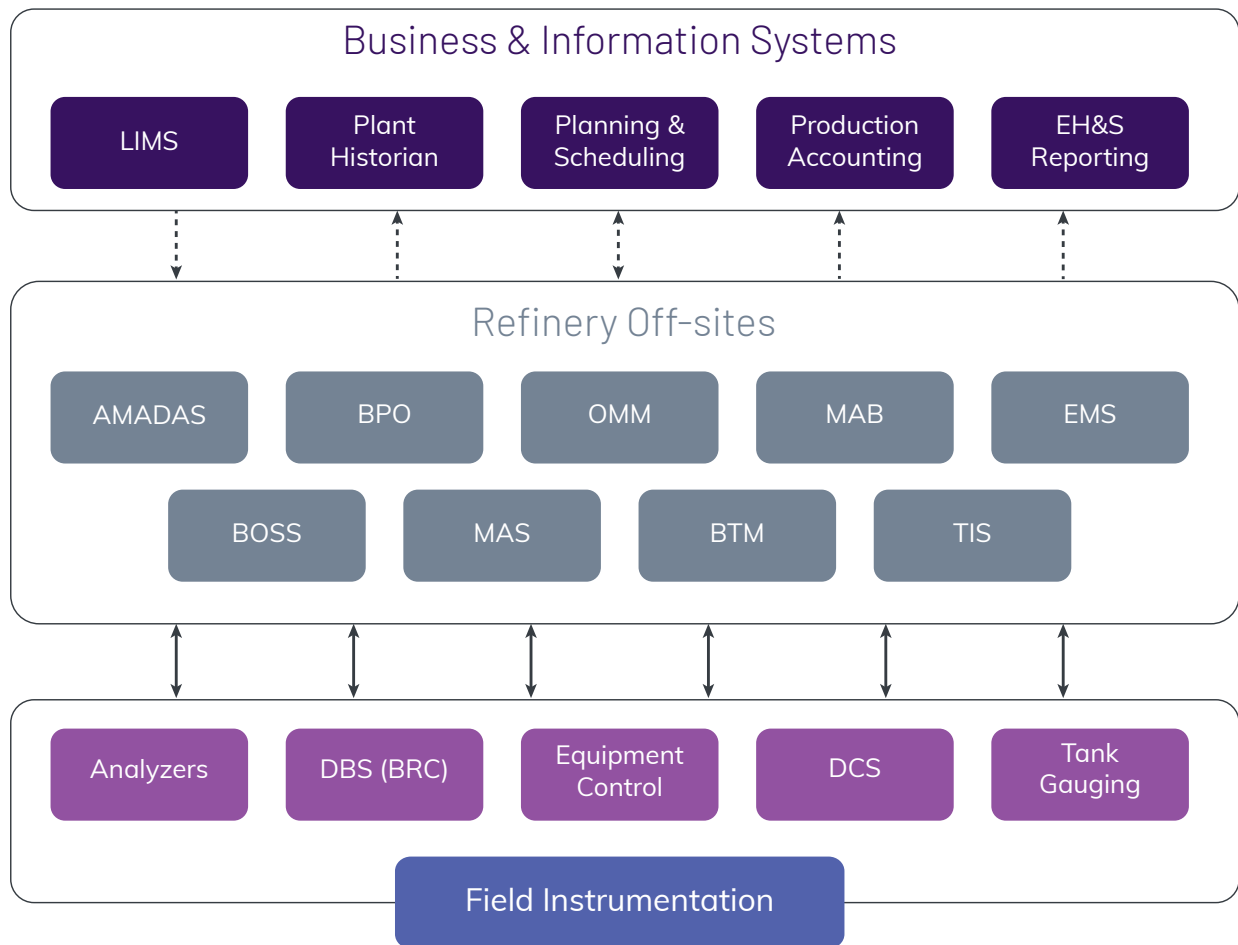 Business & Information Systems
LIMS
Plant
Historian
Planning &
Scheduling
Production
Accounting
EH&S
Reporting
Refinery Off-sites
AMADAS
BPO
OMM
MAB
EMS
BOSS
MAS
BTM
TIS
Analyzers
DBS (BRC)
Equipment
Control
DCS
Tank
Gauging
Field Instrumentation